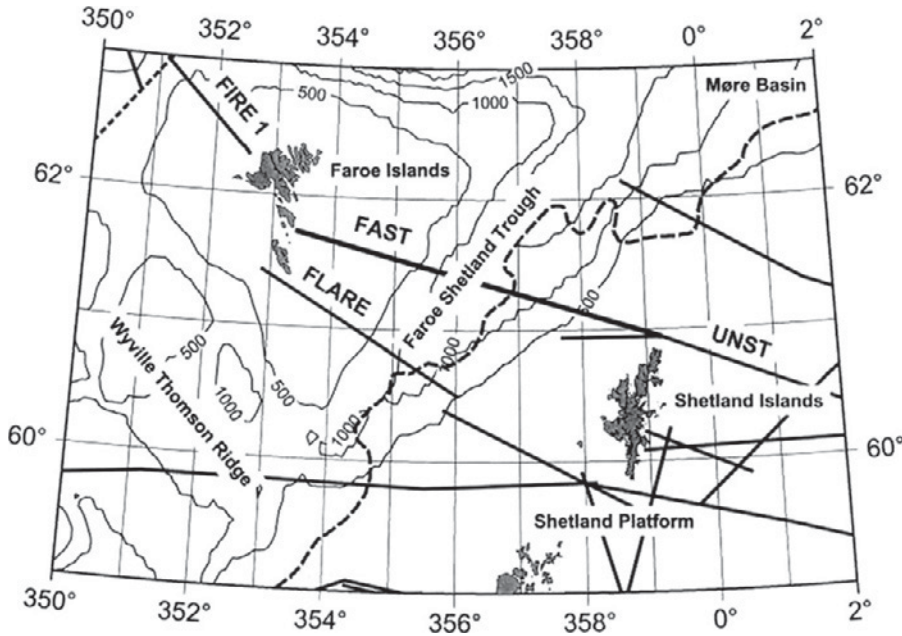 350°
352°
354°
356°
358°
0°
2°
1500
500
1000
Møre Basin
FIRE 1
500
1000
62°
Faroe Islands
62°
FAST
Faroe Shetland Trough
FLARE
500
UNST
Wyville Thomson Ridge
500
1000
500
1000
1000
Shetland Islands
60°
60°
Shetland Platform
350°
352°
354°
356°
358°
0°
2°